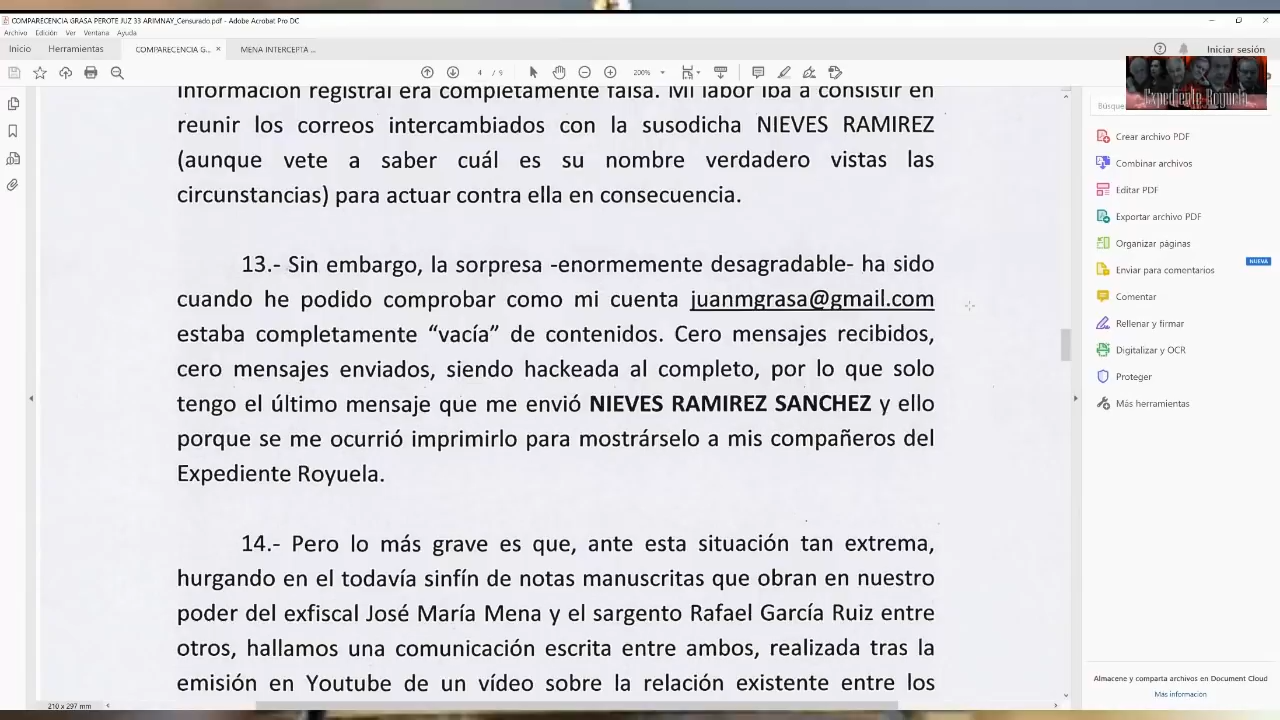 COMPARECENCIA GRASA PEROTE JUZ 33 ARIMNAY_Censurado.pdf - Adobe Acrobat Pro DC
Archivo Edición Ver Ventana Ayuda
Inicio Herramientas COMPARECENCIA G... × MENA INTERCEPTA ... Iniciar sesión
4 / 9 200%
Expediente Royuela
información registral era completamente falsa. Mi labor iba a consistir en
reunir los correos intercambiados con la susodicha NIEVES RAMIREZ
(aunque vete a saber cuál es su nombre verdadero vistas las
circunstancias) para actuar contra ella en consecuencia.
13.- Sin embargo, la sorpresa -enormemente desagradable- ha sido
cuando he podido comprobar como mi cuenta juanmgrasa@gmail.com
estaba completamente “vacía” de contenidos. Cero mensajes recibidos,
cero mensajes enviados, siendo hackeada al completo, por lo que solo
tengo el último mensaje que me envió NIEVES RAMIREZ SANCHEZ y ello
porque se me ocurrió imprimirlo para mostrárselo a mis compañeros del
Expediente Royuela.
14.- Pero lo más grave es que, ante esta situación tan extrema,
hurgando en el todavía sinfín de notas manuscritas que obran en nuestro
poder del exfiscal José María Mena y el sargento Rafael García Ruiz entre
otros, hallamos una comunicación escrita entre ambos, realizada tras la
emisión en Youtube de un vídeo sobre la relación existente entre los
210 x 297 mm
Crear archivo PDF
Combinar archivos
Editar PDF
Exportar archivo PDF
Organizar páginas
NUEVA
Enviar para comentarios
Comentar
Rellenar y firmar
Digitalizar y OCR
Proteger
Más herramientas
Almacene y comparta archivos en Document Cloud
Más información